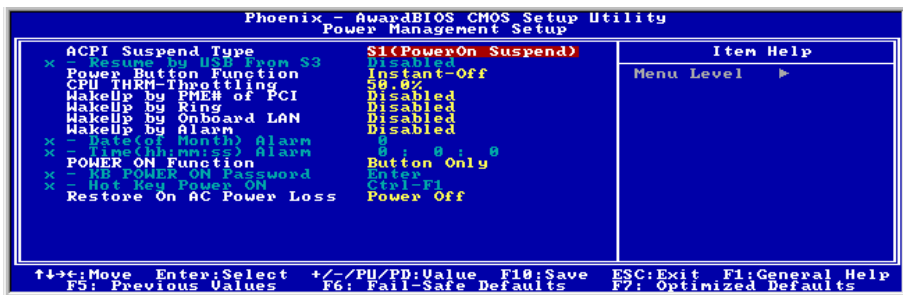 Phoenix - AwardBIOS CMOS Setup Utility
Power Management Setup
ACPI Suspend Type S1(PowerOn Suspend) Item Help
x - Resume by USB From S3 Disabled
Power Button Function Instant-Off Menu Level ►
CPU THRM-Throttling 50.0%
WakeUp by PME# of PCI Disabled
WakeUp by Ring Disabled
WakeUp by Onboard LAN Disabled
WakeUp by Alarm Disabled
x - Date(of Month) Alarm 0
x - Time(hh:mm:ss) Alarm 0 : 0 : 0
POWER ON Function Button Only
x - KB POWER ON Password Enter
x - Hot Key Power ON Ctrl-F1
Restore On AC Power Loss Power Off
↑↓→←:Move Enter:Select +/-/PU/PD:Value F10:Save ESC:Exit F1:General Help
F5: Previous Values F6: Fail-Safe Defaults F7: Optimized Defaults